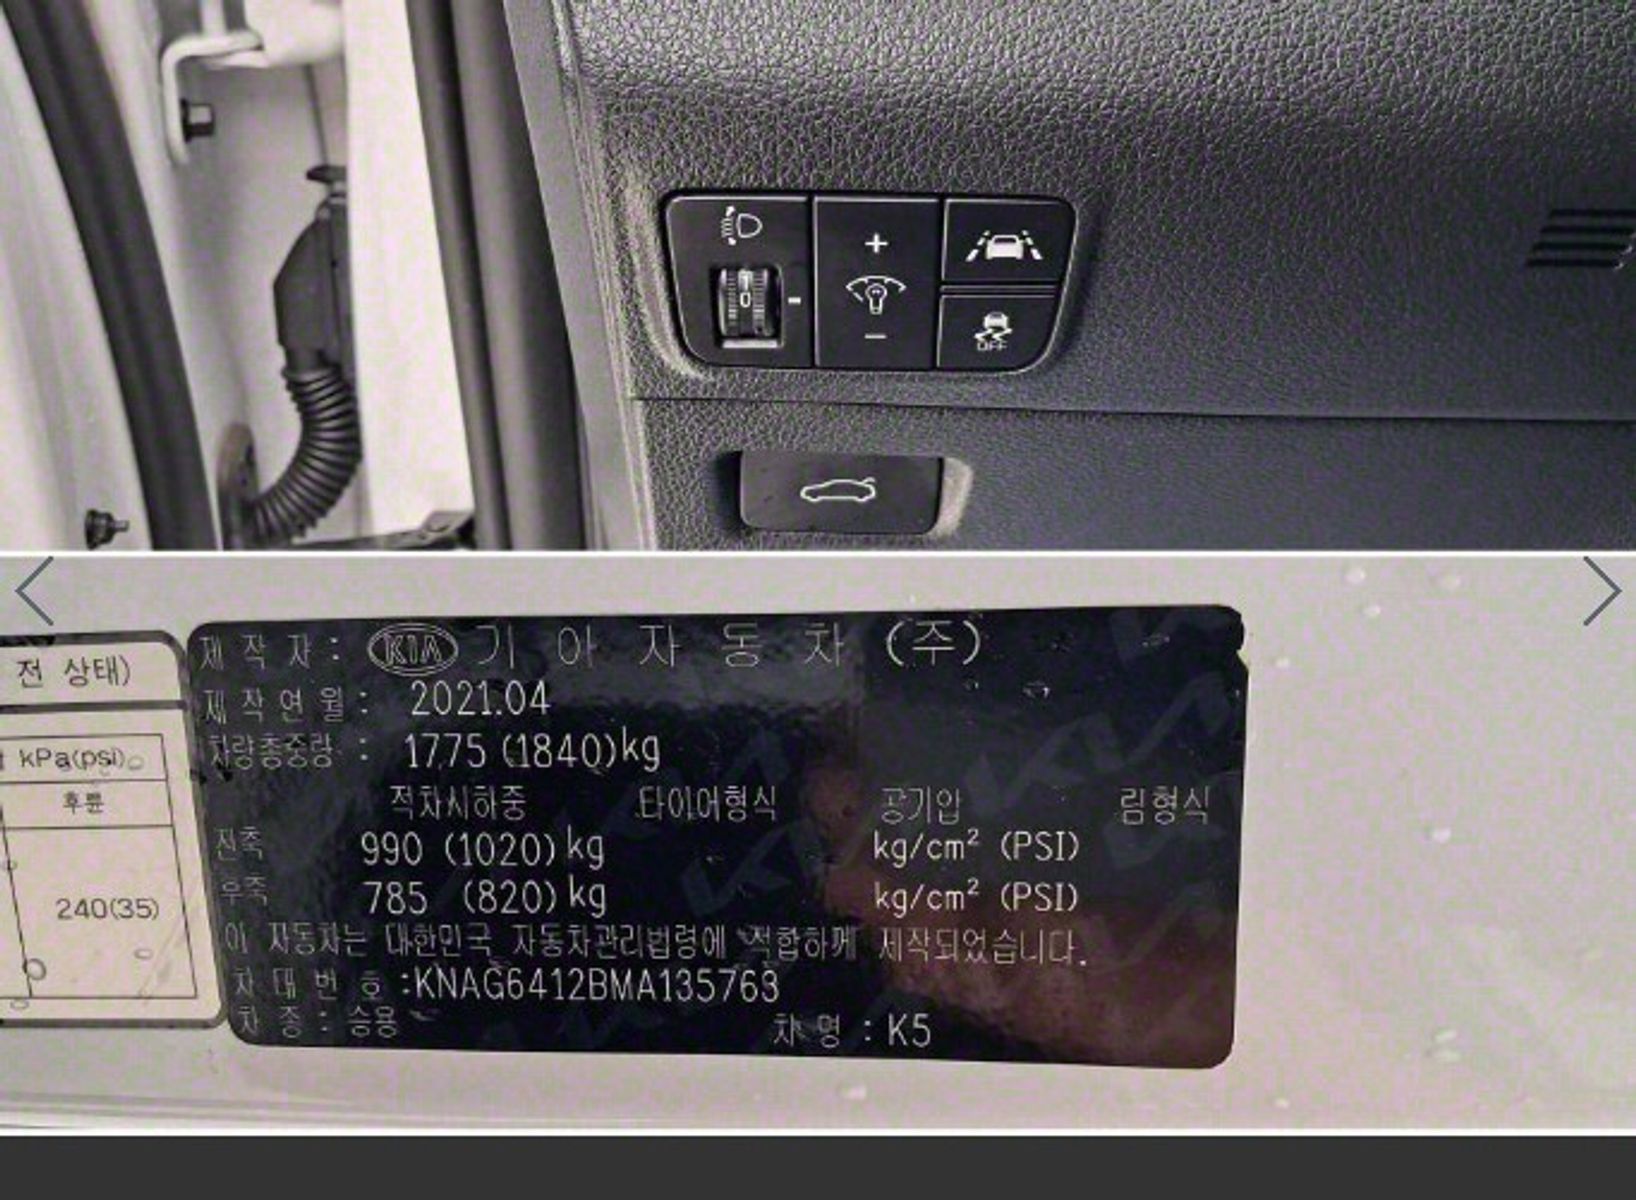 0
+
−
OFF
전 상태)
kPa(psi)
후륜
240(35)
제 작 자 : KIA 기 아 자 동 차 (주)
제 작 연 월 : 2021.04
차량총중량 : 1775 (1840)kg
적차시하중 타이어형식 공기압 림형식
전축 990 (1020)kg kg/cm² (PSI)
후축 785 (820)kg kg/cm² (PSI)
이 자동차는 대한민국 자동차관리법령에 적합하게 제작되었습니다.
차 대 번 호 :KNAG6412BMA135763
차 종 : 승용 차 명 : K5